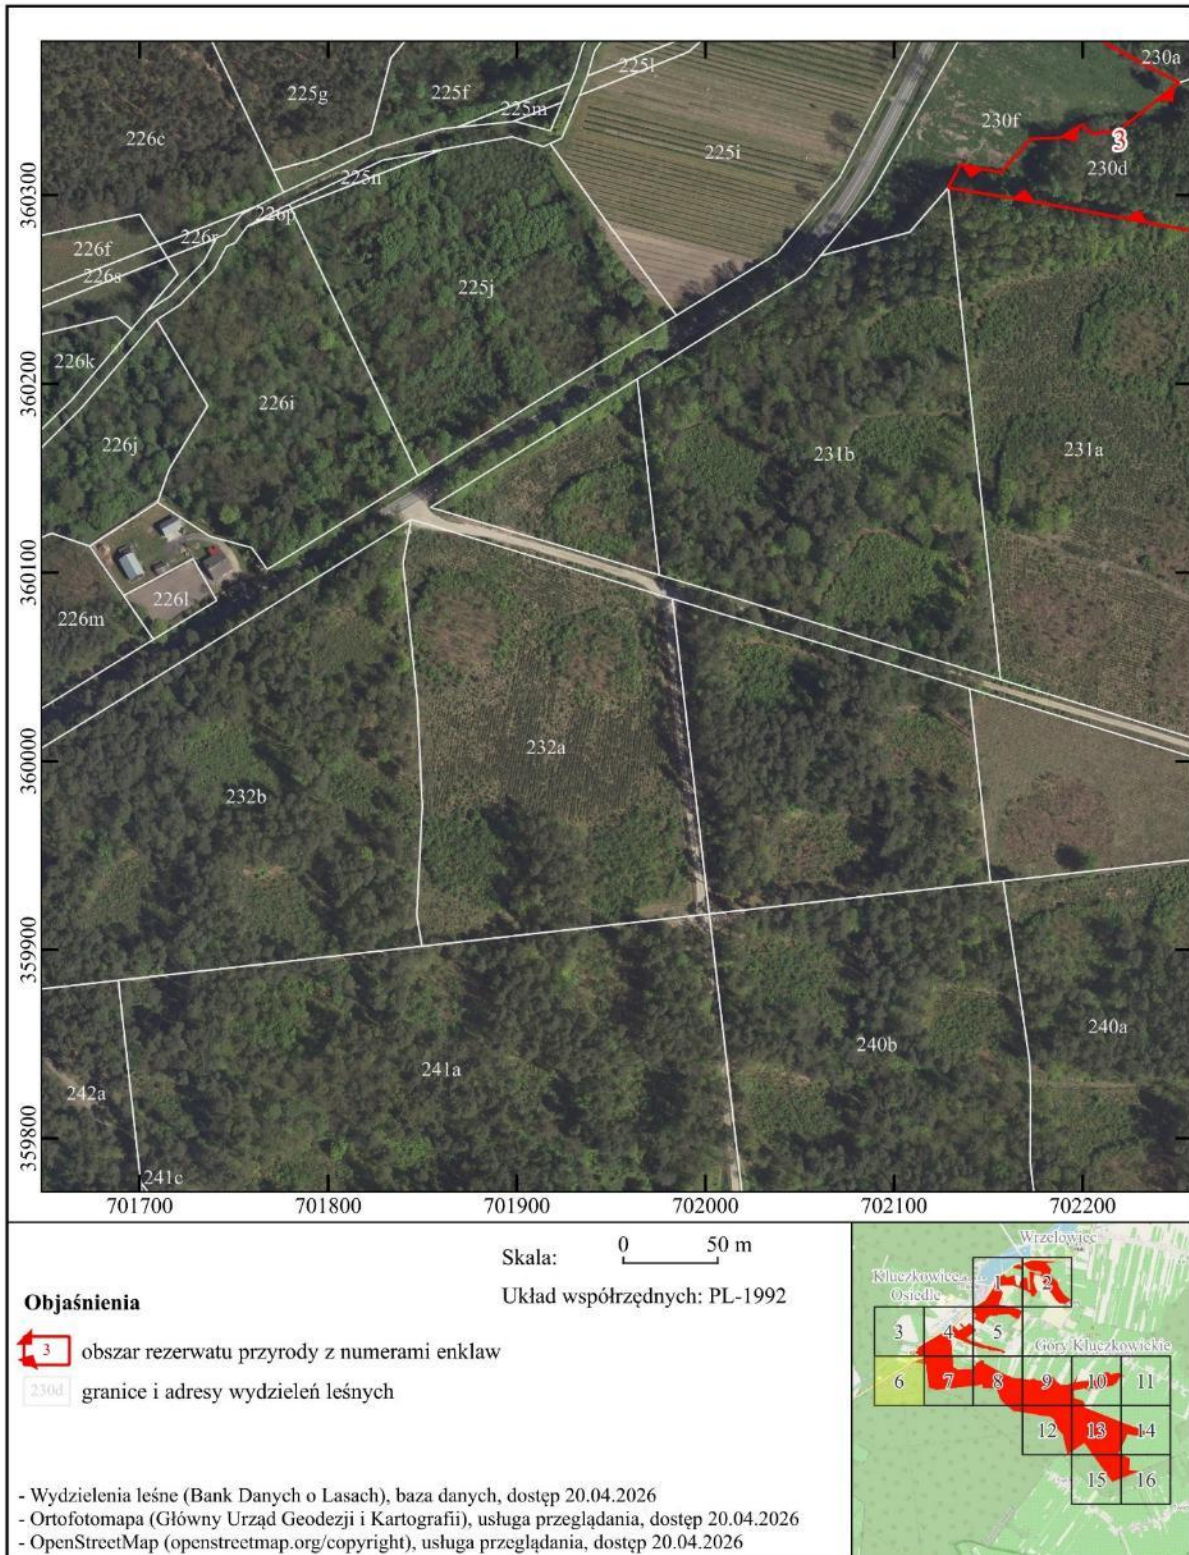 225l
230a
225g
225f
225m
226c
230f
225i
3
230d
225n
360300
226p
226r
226f
226s
225j
226k
360200
226i
226j
231b
231a
360100
226l
226m
232a
360000
232b
359900
240a
240b
241a
242a
359800
241c
701700 701800 701900 702000 702100 702200
Skala: 0 50 m
Układ współrzędnych: PL-1992
Objaśnienia
3 obszar rezerwatu przyrody z numerami enklaw
230d granice i adresy wydzieleń leśnych
- Wydzielenia leśne (Bank Danych o Lasach), baza danych, dostęp 20.04.2026
- Ortofotomapa (Główny Urząd Geodezji i Kartografii), usługa przeglądania, dostęp 20.04.2026
- OpenStreetMap (openstreetmap.org/copyright), usługa przeglądania, dostęp 20.04.2026
Wrzelowiec
Kluczkowice
Osiedle
1 2
3 4 5
Góry Kluczkowickie
6 7 8 9 10 11
12 13 14
15 16